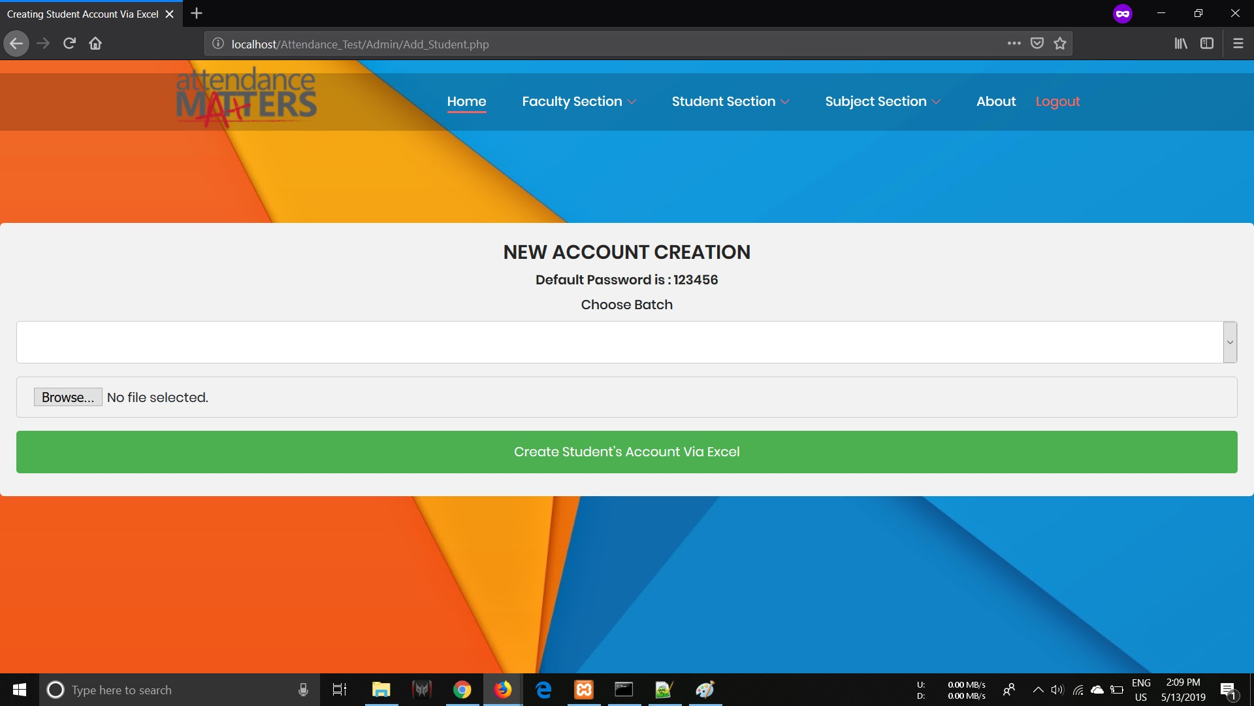 Creating Student Account Via Excel
localhost/Attendance_Test/Admin/Add_Student.php
attendance
MATTERS
Home Faculty Section Student Section Subject Section About Logout
NEW ACCOUNT CREATION
Default Password is : 123456
Choose Batch
Browse... No file selected.
Create Student's Account Via Excel
Type here to search
U: 0.00 MB/s
D: 0.00 MB/s
ENG
US
2:09 PM
5/13/2019
1